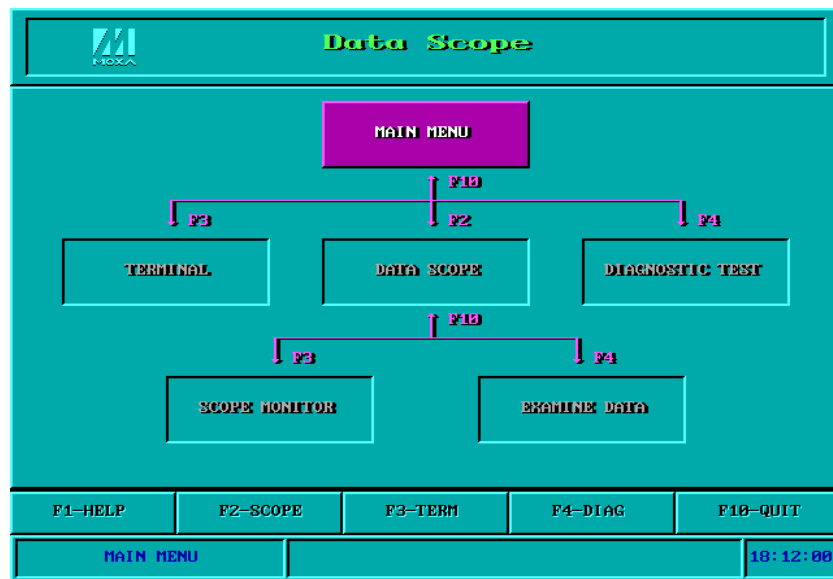 MOXA
Data Scope
MAIN MENU
F10
F3 F2 F4
TERMINAL DATA SCOPE DIAGNOSTIC TEST
F10
F3 F4
SCOPE MONITOR EXAMINE DATA
F1-HELP F2-SCOPE F3-TERM F4-DIAG F10-QUIT
MAIN MENU 18:12:00